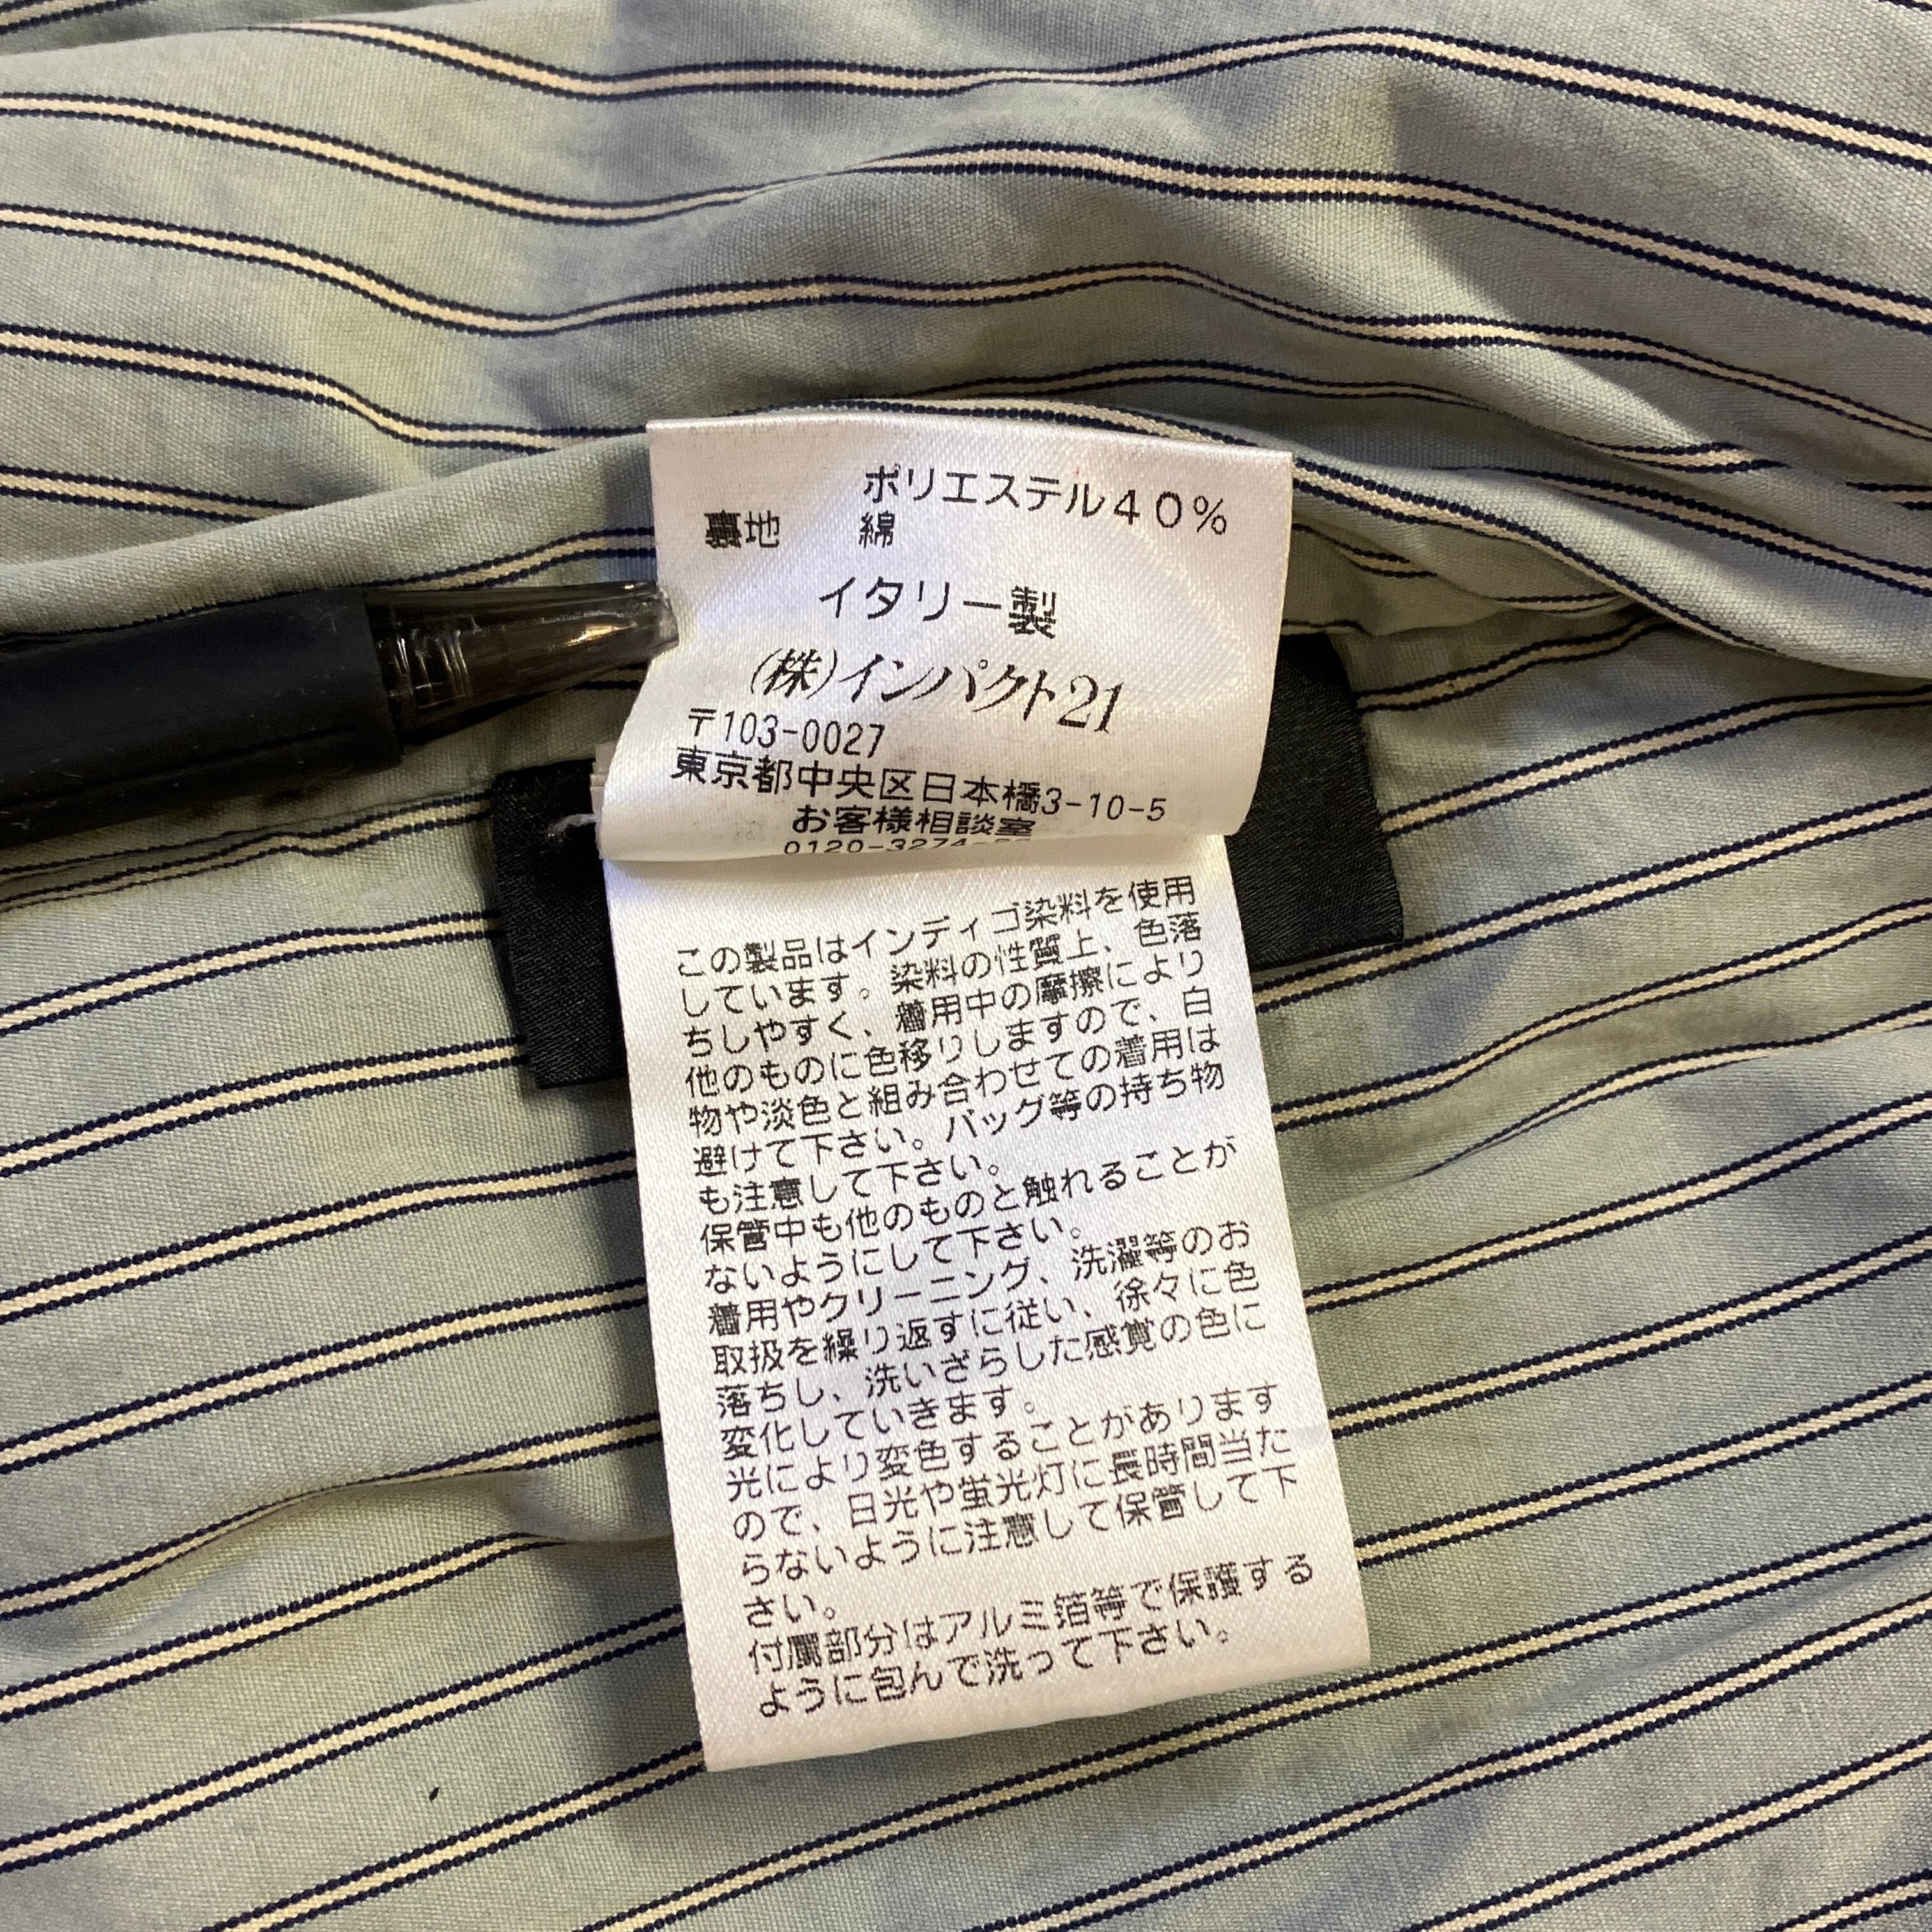 ポリエステル40%
裏地 綿
イタリー製
(株)インパクト21
〒103-0027
東京都中央区日本橋3-10-5
お客様相談室
0120-3274-
この製品はインディゴ染料を使用
しています。染料の性質上、色落
ちしやすく、着用中の摩擦により
他のものに色移りしますので、白
物や淡色と組み合わせての着用は
避けて下さい。バッグ等の持ち物
も注意して下さい。
保管中も他のものと触れることが
ないようにして下さい。
着用やクリーニング、洗濯等のお
取扱を繰り返すに従い、徐々に色
落ちし、洗いざらした感覚の色に
変化していきます。
光により変色することがあります
ので、日光や蛍光灯に長時間当た
らないように注意して保管して下
さい。
付属部分はアルミ箔等で保護する
ように包んで洗って下さい。